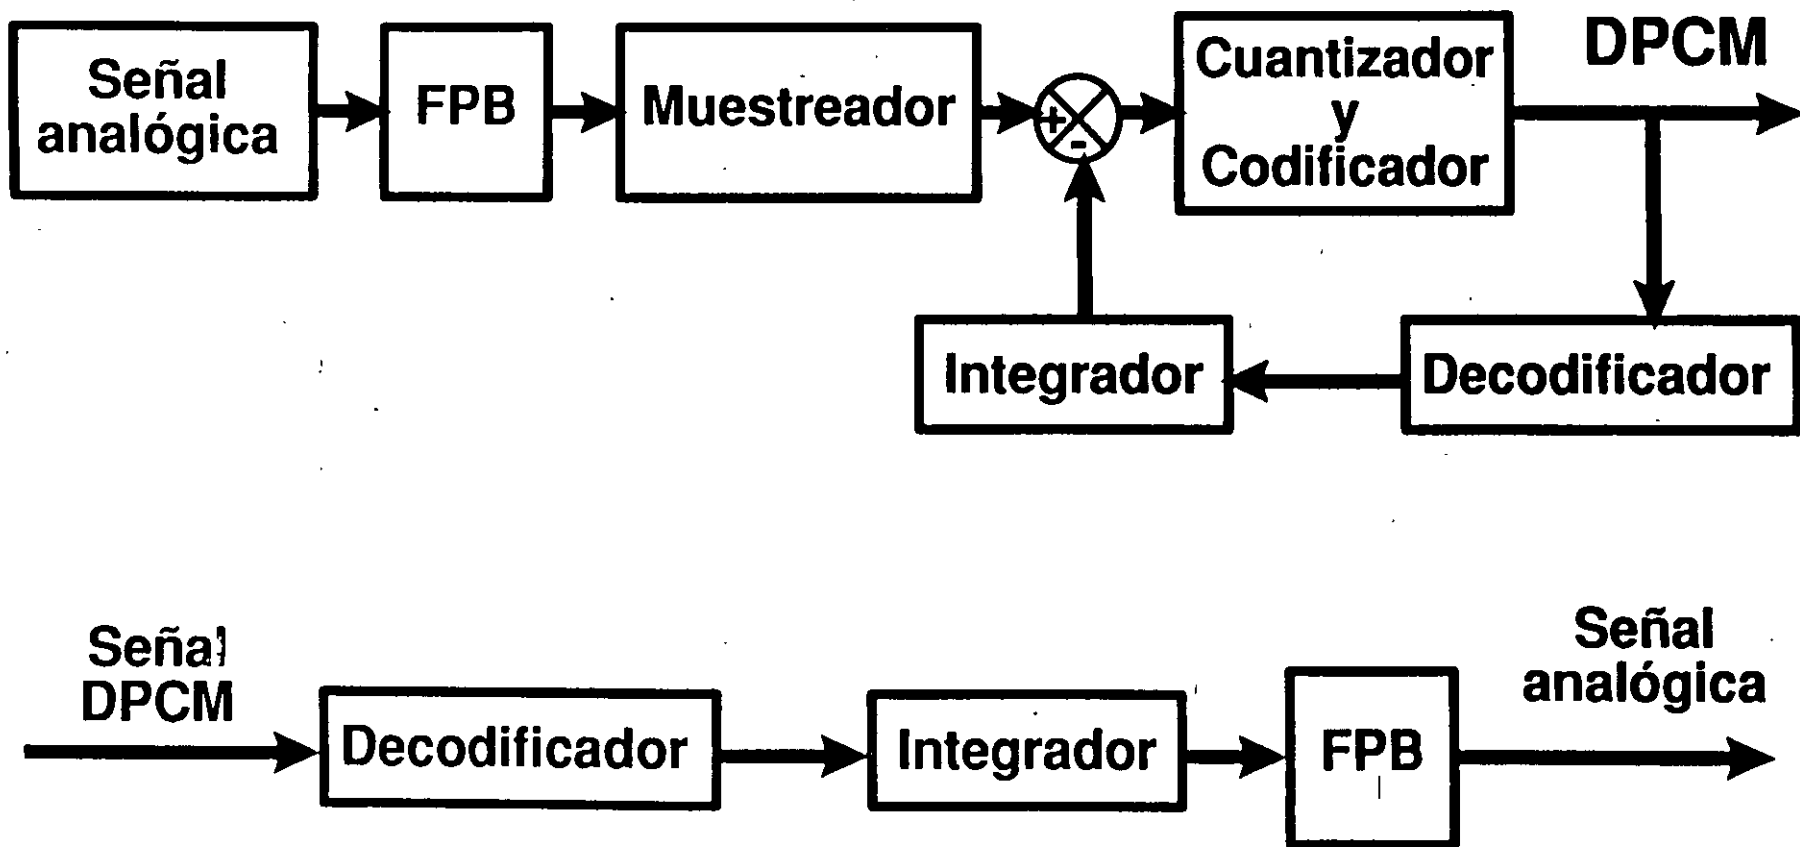 Señal
analógica
FPB
Muestreador
+
-
Cuantizador
y
Codificador
DPCM
Integrador
Decodificador
Señal
DPCM
Decodificador
Integrador
FPB
Señal
analógica